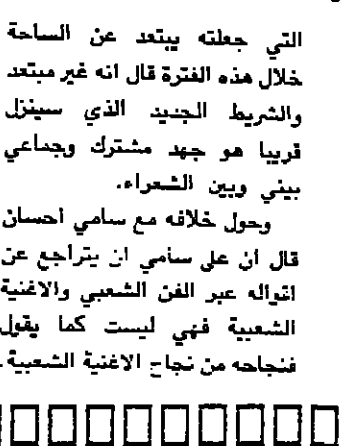 التي جعلته يبتعد عن الساحة
خلال هذه الفترة قال انه غير مبتعد
والشريط الجديد الذي سينزل
قريبا هو جهد مشترك وجماعي
بيني وبين الشعراء.
وحول خلافه مع سامي احسان
قال ان على سامي ان يتراجع عن
اقواله عبر الفن الشعبي والاغنية
الشعبية فهي ليست كما يقول
فنجاحه من نجاح الاغنية الشعبية.